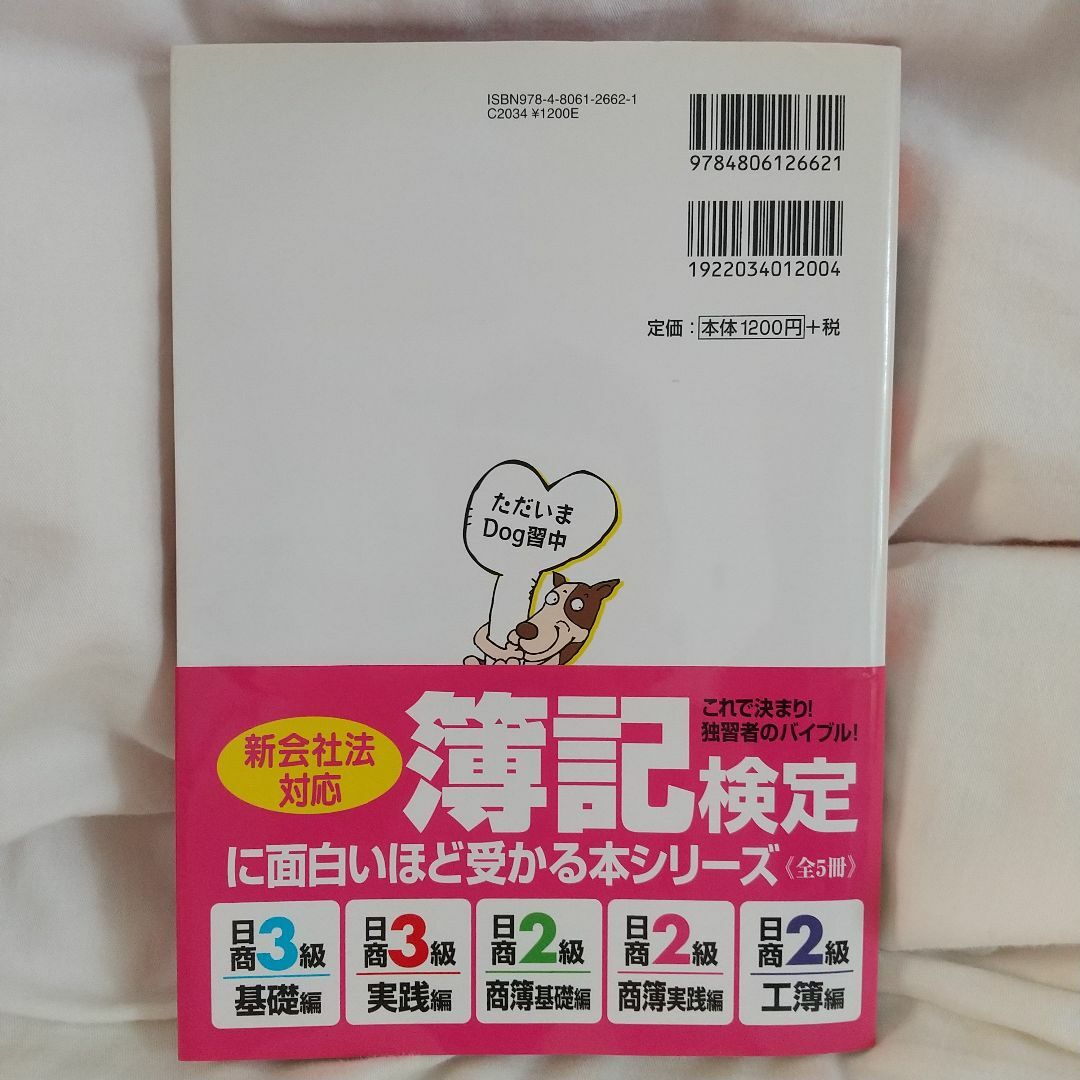 ISBN978-4-8061-2662-1
C2034 ¥1200E
9784806126621
1922034012004
定価：本体1200円+税
ただいま
Dog習中
新会社法
対応
これで決まり!
独習者のバイブル!
簿記検定
に面白いほど受かる本シリーズ《全5冊》
日商3級
基礎編
日商3級
実践編
日商2級
商簿基礎編
日商2級
商簿実践編
日商2級
工簿編